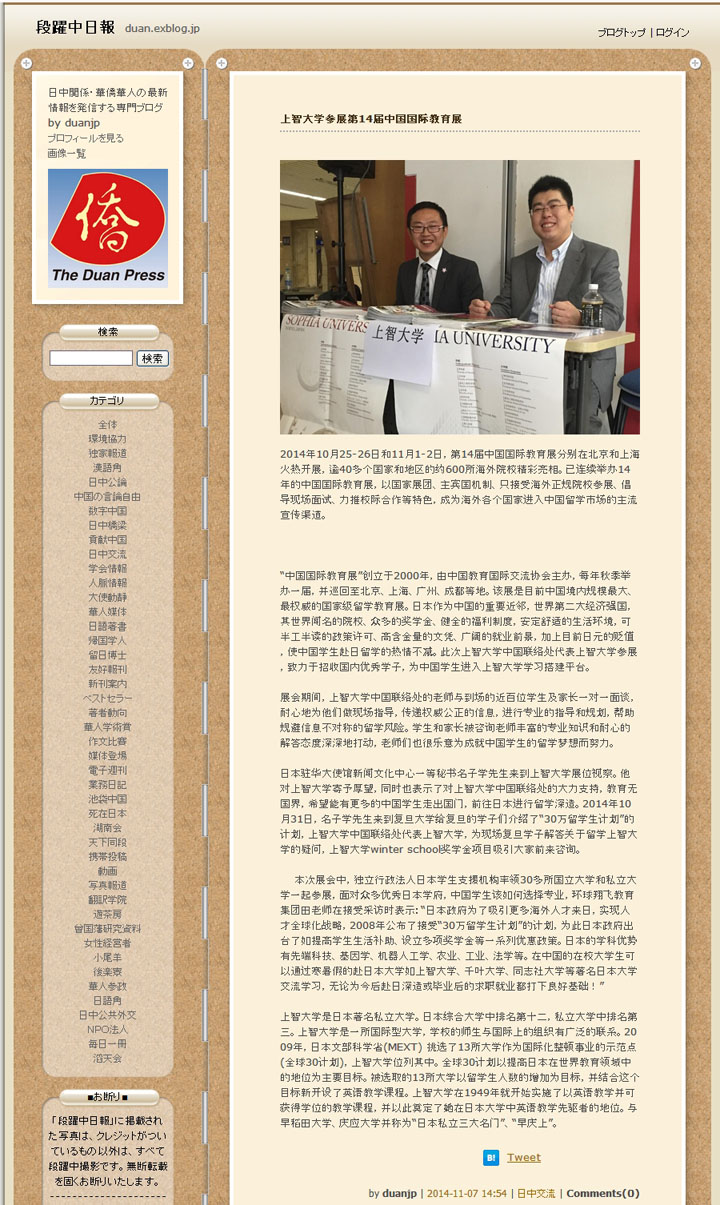 段躍中日報 duan.exblog.jp
ブログトップ | ログイン
日中関係・華僑華人の最新
情報を発信する専門ブログ
by duanjp
プロフィールを見る
画像一覧
僑
The Duan Press
検索
検索
カテゴリ
全体
環境協力
独家報道
漢語角
日中公論
中国の言論自由
数字中国
日中橋梁
貢献中国
日中交流
学会情報
人脈情報
大使動静
華人媒体
日語著書
帰国学人
留日博士
友好報刊
新刊案内
ベストセラー
著者動向
華人学術賞
作文比賽
媒体登場
電子週刊
業務日記
池袋中国
死在日本
湖南会
天下同段
携帯投稿
動画
写真報道
翻訳学院
遊茶房
曾国藩研究資料
女性経営者
小尾羊
後楽寮
華人参政
日語角
日中公共外交
NPO法人
毎日一冊
滔天会
■お断り■
「段躍中日報」に掲載され
た写真は、クレジットがつい
ているもの以外は、すべて
段躍中撮影です。無断転載
を固くお断りいたします。
上智大学参展第14届中国国际教育展
SOPHIA UNIVERS
上智大学
IA UNIVERSITY
2014年10月25-26日和11月1-2日, 第14届中国国际教育展分别在北京和上海
火热开展, 逾40多个国家和地区的约600所海外院校精彩亮相。已连续举办14
年的中国国际教育展, 以国家展团、主宾国机制、只接受海外正规院校参展、倡
导现场面试、力推校际合作等特色, 成为海外各个国家进入中国留学市场的主流
宣传渠道。
“中国国际教育展”创立于2000年, 由中国教育国际交流协会主办, 每年秋季举
办一届, 并巡回至北京、上海、广州、成都等地。该展是目前中国境内规模最大、
最权威的国家级留学教育展。日本作为中国的重要近邻, 世界第二大经济强国,
其世界闻名的院校、众多的奖学金、健全的福利制度, 安定舒适的生活环境, 可
半工半读的政策许可、高含金量的文凭、广阔的就业前景, 加上目前日元的贬值
, 使中国学生赴日留学的热情不减。此次上智大学中国联络处代表上智大学参展
, 致力于招收国内优秀学子, 为中国学生进入上智大学学习搭建平台。
展会期间, 上智大学中国联络处的老师与到场的近百位学生及家长一对一面谈,
耐心地为他们做现场指导, 传递权威公正的信息, 进行专业的指导和规划, 帮助
规避信息不对称的留学风险。学生和家长被咨询老师丰富的专业知识和耐心的
解答态度深深地打动, 老师们也很乐意为成就中国学生的留学梦想而努力。
日本驻华大使馆新闻文化中心一等秘书名子学先生来到上智大学展位视察。他
对上智大学寄予厚望, 同时也表示了对上智大学中国联络处的大力支持, 教育无
国界, 希望能有更多的中国学生走出国门, 前往日本进行留学深造。2014年10
月31日, 名子学先生来到复旦大学给复旦的学子们介绍了“30万留学生计划”的
计划, 上智大学中国联络处代表上智大学, 为现场复旦学子解答关于留学上智大
学的疑问, 上智大学winter school奖学金项目吸引大家前来咨询。
本次展会中, 独立行政法人日本学生支援机构率领30多所国立大学和私立大
学一起参展, 面对众多优秀日本学府, 中国学生该如何选择专业, 环球翔飞教育
集团田老师在接受采访时表示: “日本政府为了吸引更多海外人才来日, 实现人
才全球化战略, 2008年公布了接受“30万留学生计划”的计划, 为此日本政府出
台了如提高学生生活补助、设立多项奖学金等一系列优惠政策。日本的学科优势
有先端科技、基因学、机器人工学、农业、工业、法学等。在中国的在校大学生可
以通过寒暑假的赴日本大学如上智大学、千叶大学、同志社大学等著名日本大学
交流学习, 无论为今后赴日深造或毕业后的求职就业都打下良好基础！”
上智大学是日本著名私立大学。日本综合大学中排名第十二, 私立大学中排名第
三。上智大学是一所国际型大学, 学校的师生与国际上的组织有广泛的联系。20
09年, 日本文部科学省(MEXT) 挑选了13所大学作为国际化整顿事业的示范点
(全球30计划), 上智大学位列其中。全球30计划以提高日本在世界教育领域中
的地位为主要目标。被选取的13所大学以留学生人数的增加为目标, 并结合这个
目标新开设了英语教学课程。上智大学在1949年就开始实施了以英语教学并可
获得学位的教学课程, 并以此奠定了她在日本大学中英语教学先驱者的地位。与
早稻田大学、庆应大学并称为“日本私立三大名门”、“早庆上”。
B! Tweet
by duanjp | 2014-11-07 14:54 | 日中交流 | Comments(0)